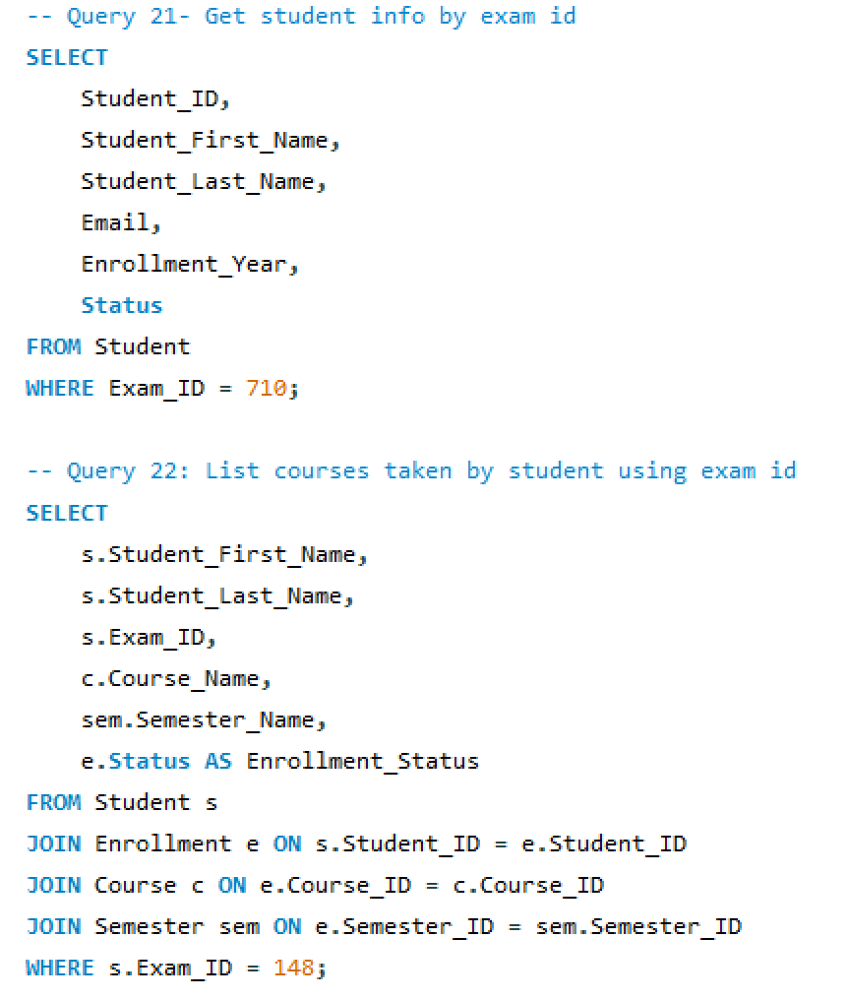 -- Query 21- Get student info by exam id
SELECT
    Student_ID,
    Student_First_Name,
    Student_Last_Name,
    Email,
    Enrollment_Year,
    Status
FROM Student
WHERE Exam_ID = 710;

-- Query 22: List courses taken by student using exam id
SELECT
    s.Student_First_Name,
    s.Student_Last_Name,
    s.Exam_ID,
    c.Course_Name,
    sem.Semester_Name,
    e.Status AS Enrollment_Status
FROM Student s
JOIN Enrollment e ON s.Student_ID = e.Student_ID
JOIN Course c ON e.Course_ID = c.Course_ID
JOIN Semester sem ON e.Semester_ID = sem.Semester_ID
WHERE s.Exam_ID = 148;